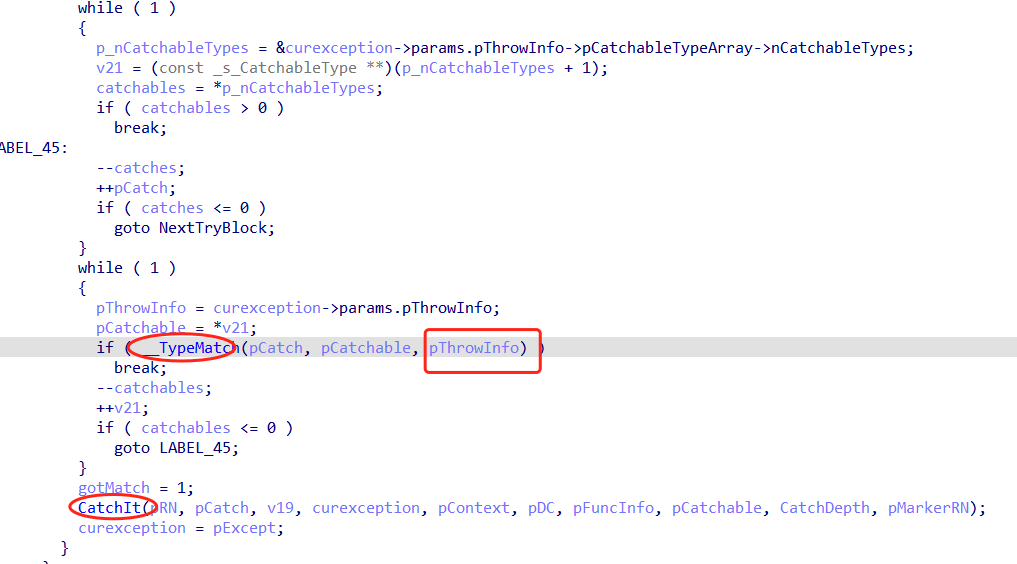 while ( 1 )
{
p_nCatchableTypes = &curexception->params.pThrowInfo->pCatchableTypeArray->nCatchableTypes;
v21 = (const _s_CatchableType **)(p_nCatchableTypes + 1);
catchables = *p_nCatchableTypes;
if ( catchables > 0 )
break;
ABEL_45:
--catches;
++pCatch;
if ( catches <= 0 )
goto NextTryBlock;
}
while ( 1 )
{
pThrowInfo = curexception->params.pThrowInfo;
pCatchable = *v21;
if ( __TypeMatch(pCatch, pCatchable, pThrowInfo) )
break;
--catchables;
++v21;
if ( catchables <= 0 )
goto LABEL_45;
}
gotMatch = 1;
CatchIt(pRN, pCatch, v19, curexception, pContext, pDC, pFuncInfo, pCatchable, CatchDepth, pMarkerRN);
curexception = pExcept;
}